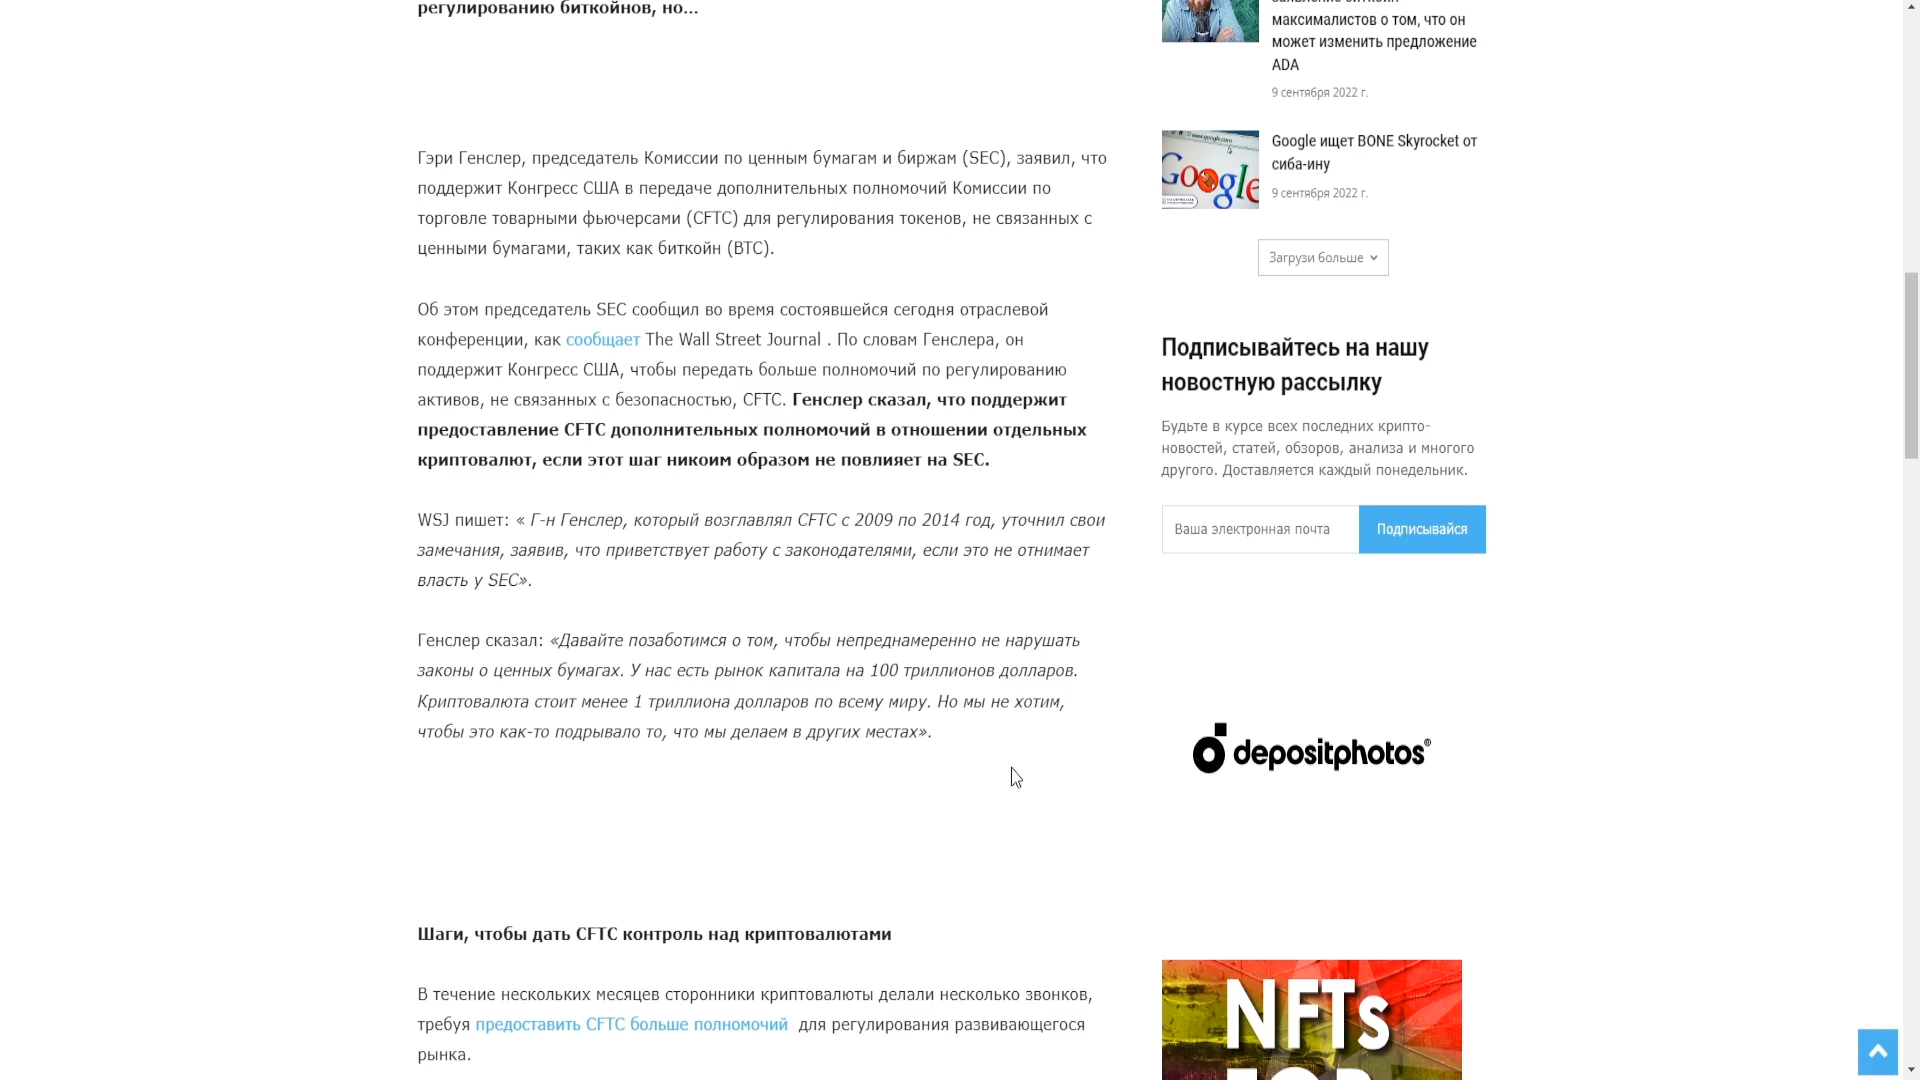 регулированию биткойнов, но...
Гэри Генслер, председатель Комиссии по ценным бумагам и биржам (SEC), заявил, что
поддержит Конгресс США в передаче дополнительных полномочий Комиссии по
торговле товарными фьючерсами (CFTC) для регулирования токенов, не связанных с
ценными бумагами, таких как биткойн (BTC).
Об этом председатель SEC сообщил во время состоявшейся сегодня отраслевой
конференции, как сообщает The Wall Street Journal . По словам Генслера, он
поддержит Конгресс США, чтобы передать больше полномочий по регулированию
активов, не связанных с безопасностью, CFTC. Генслер сказал, что поддержит
предоставление CFTC дополнительных полномочий в отношении отдельных
криптовалют, если этот шаг никоим образом не повлияет на SEC.
WSJ пишет: « Г-н Генслер, который возглавлял CFTC с 2009 по 2014 год, уточнил свои
замечания, заявив, что приветствует работу с законодателями, если это не отнимает
власть у SEC».
Генслер сказал: «Давайте позаботимся о том, чтобы непреднамеренно не нарушать
законы о ценных бумагах. У нас есть рынок капитала на 100 триллионов долларов.
Криптовалюта стоит менее 1 триллиона долларов по всему миру. Но мы не хотим,
чтобы это как-то подрывало то, что мы делаем в других местах».
Шаги, чтобы дать CFTC контроль над криптовалютами
В течение нескольких месяцев сторонники криптовалюты делали несколько звонков,
требуя предоставить CFTC больше полномочий для регулирования развивающегося
рынка.
максималистов о том, что он
может изменить предложение
ADA
9 сентября 2022 г.
Google
Google ищет BONE Skyrocket от
сиба-ину
9 сентября 2022 г.
Загрузи больше
Подписывайтесь на нашу
новостную рассылку
Будьте в курсе всех последних крипто-
новостей, статей, обзоров, анализа и многого
другого. Доставляется каждый понедельник.
Ваша электронная почта
Подписывайся
depositphotos®
NFTs